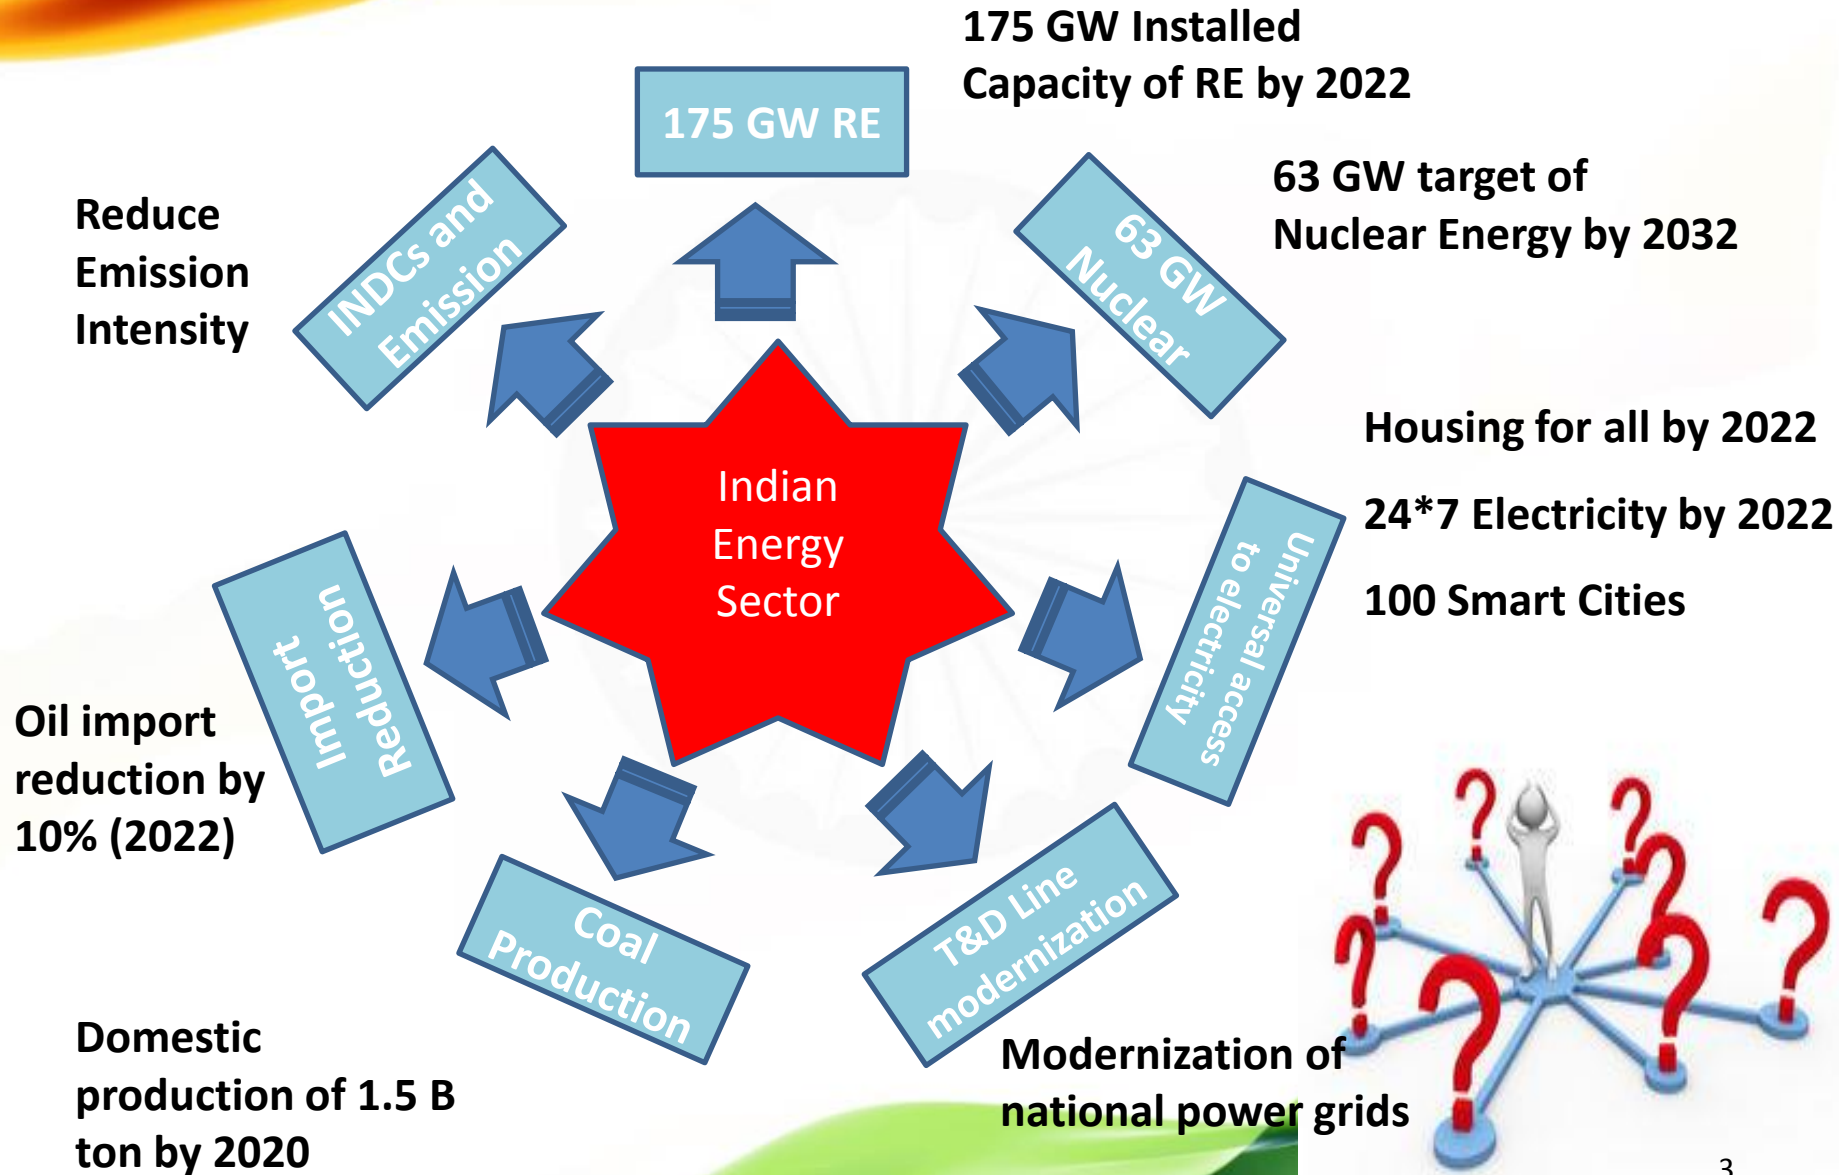 175 GW Installed
Capacity of RE by 2022
175 GW RE
63 GW target of
Nuclear Energy by 2032
63 GW
Nuclear
Housing for all by 2022
24*7 Electricity by 2022
100 Smart Cities
Universal access
to electricity
T&D Line
modernization
Modernization of
national power grids
Coal
Production
Domestic
production of 1.5 B
ton by 2020
Import
Reduction
Oil import
reduction by
10% (2022)
INDCs and
Emission
Reduce
Emission
Intensity
Indian
Energy
Sector
? ? ? ? ? ? ? ?
3